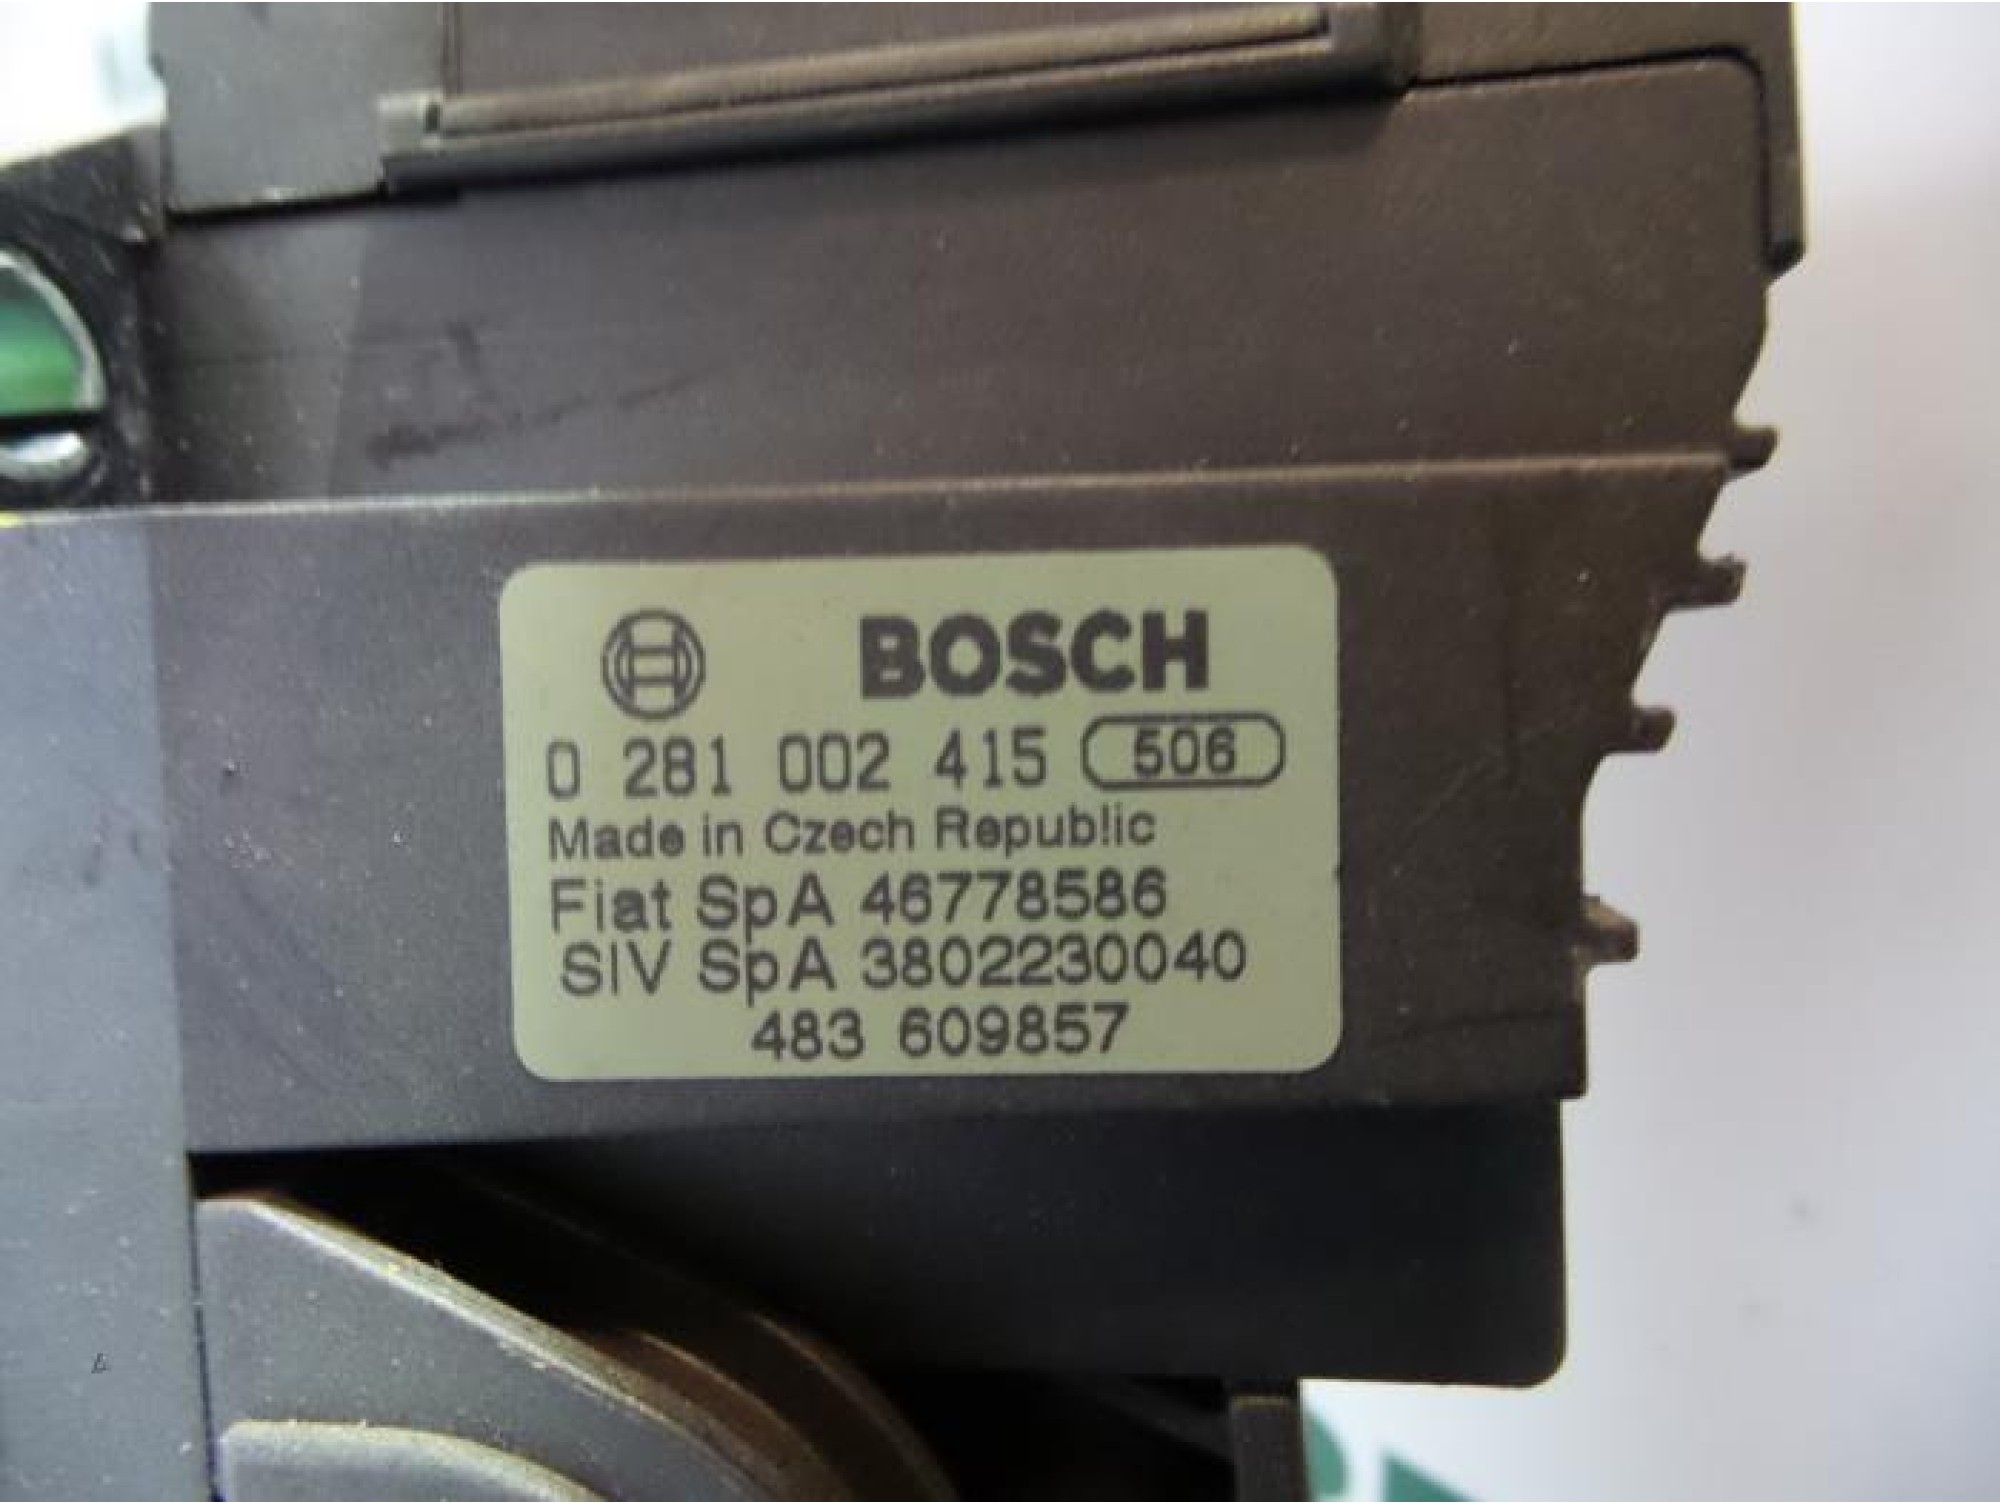 BOSCH
0 281 002 415 506
Made in Czech Republic
Fiat SpA 46778586
SIV SpA 3802230040
483 609857